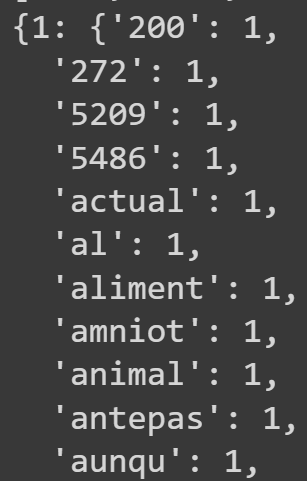 {1: {'200': 1,
'272': 1,
'5209': 1,
'5486': 1,
'actual': 1,
'al': 1,
'aliment': 1,
'amniot': 1,
'animal': 1,
'antepas': 1,
'aunqu': 1,